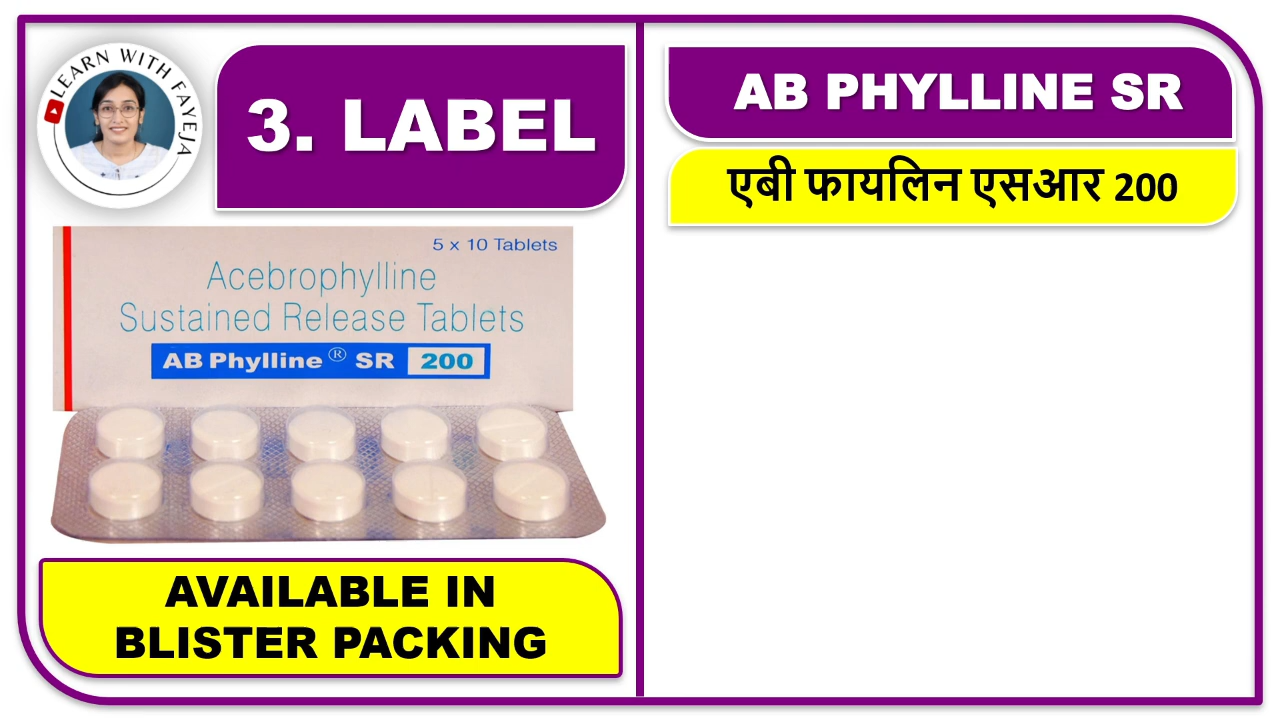 LEARN WITH FAYEJA
3. LABEL
5 x 10 Tablets
Acebrophylline
Sustained Release Tablets
AB Phylline® SR 200
AVAILABLE IN
BLISTER PACKING
AB PHYLLINE SR
एबी फायलिन एसआर 200